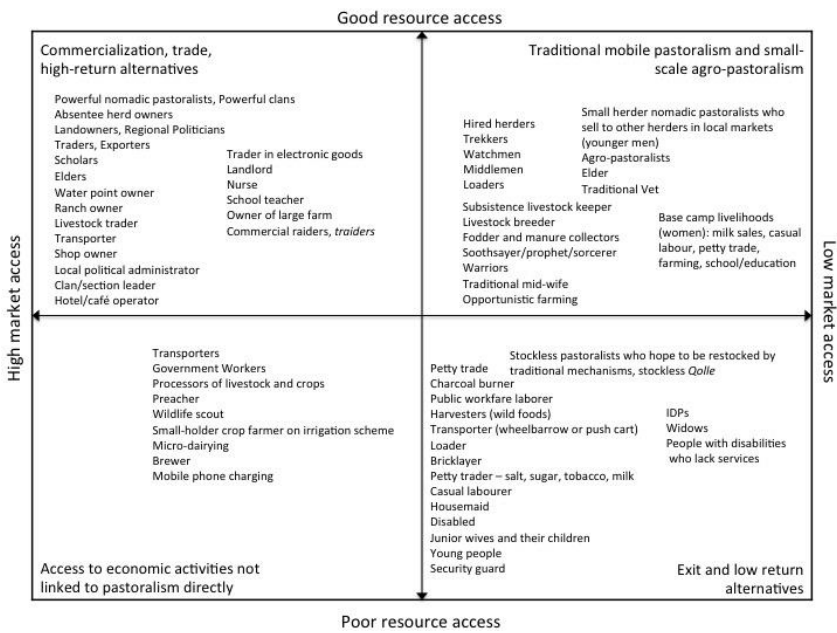 Good resource access
Commercialization, trade,
high-return alternatives
Powerful nomadic pastoralists, Powerful clans
Absentee herd owners
Landowners, Regional Politicians
Traders, Exporters
Scholars
Elders
Water point owner
Ranch owner
Livestock trader
Transporter
Shop owner
Local political administrator
Clan/section leader
Hotel/café operator
Trader in electronic goods
Landlord
Nurse
School teacher
Owner of large farm
Commercial raiders, traiders
Traditional mobile pastoralism and small-
scale agro-pastoralism
Hired herders
Trekkers
Watchmen
Middlemen
Loaders
Subsistence livestock keeper
Livestock breeder
Fodder and manure collectors
Soothsayer/prophet/sorcerer
Warriors
Traditional mid-wife
Opportunistic farming
Small herder nomadic pastoralists who
sell to other herders in local markets
(younger men)
Agro-pastoralists
Elder
Traditional Vet
Base camp livelihoods
(women): milk sales, casual
labour, petty trade,
farming, school/education
High market access
Low market access
Transporters
Government Workers
Processors of livestock and crops
Preacher
Wildlife scout
Small-holder crop farmer on irrigation scheme
Micro-dairying
Brewer
Mobile phone charging
Access to economic activities not
linked to pastoralism directly
Stockless pastoralists who hope to be restocked by
traditional mechanisms, stockless Qolle
Petty trade
Charcoal burner
Public workfare laborer
Harvesters (wild foods)
Transporter (wheelbarrow or push cart)
Loader
Bricklayer
Petty trader – salt, sugar, tobacco, milk
Casual labourer
Housemaid
Disabled
Junior wives and their children
Young people
Security guard
IDPs
Widows
People with disabilities
who lack services
Exit and low return
alternatives
Poor resource access